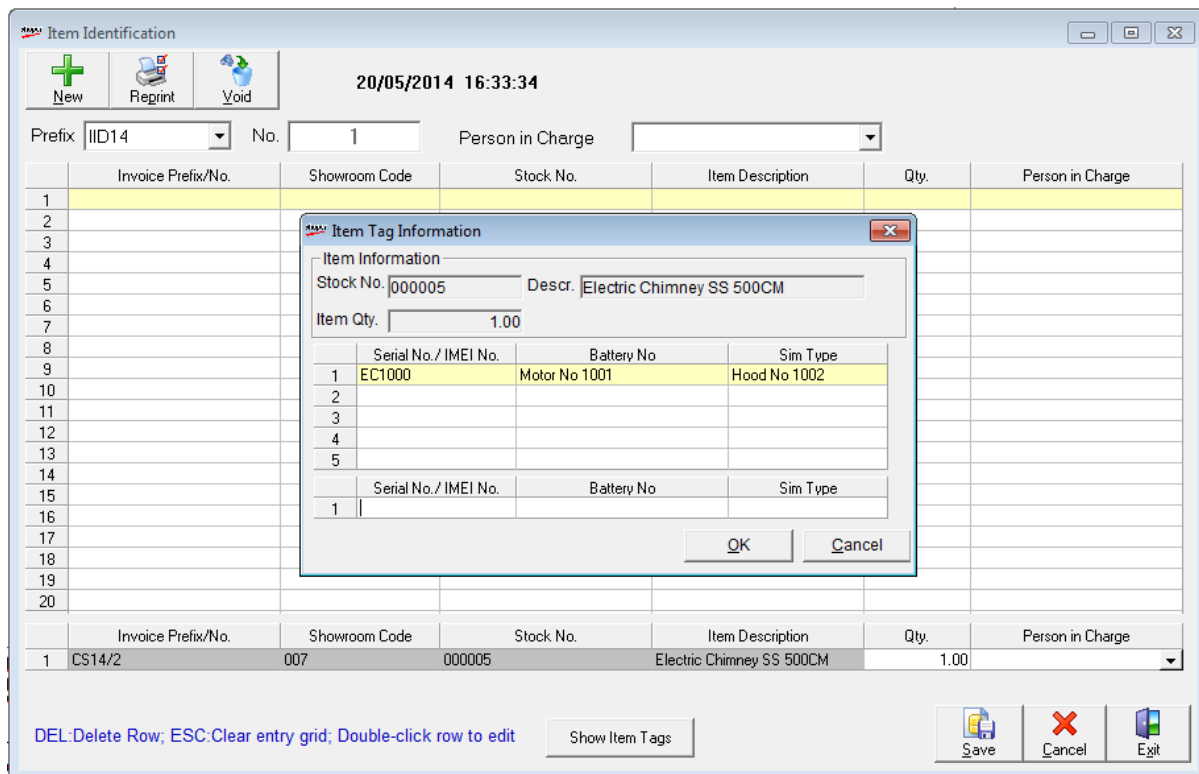 Item Identification
New Reprint Void
20/05/2014 16:33:34
Prefix IID14 No. 1 Person in Charge
Invoice Prefix/No. Showroom Code Stock No. Item Description Qty. Person in Charge
1
2
3
4
5
6
7
8
9
10
11
12
13
14
15
16
17
18
19
20
Item Tag Information
Item Information
Stock No. 000005 Descr. Electric Chimney SS 500CM
Item Qty. 1.00
Serial No./ IMEI No. Battery No Sim Type
1 EC1000 Motor No 1001 Hood No 1002
2
3
4
5
Serial No./ IMEI No. Battery No Sim Type
1
OK Cancel
Invoice Prefix/No. Showroom Code Stock No. Item Description Qty. Person in Charge
1 CS14/2 007 000005 Electric Chimney SS 500CM 1.00
DEL:Delete Row; ESC:Clear entry grid; Double-click row to edit Show Item Tags Save Cancel Exit